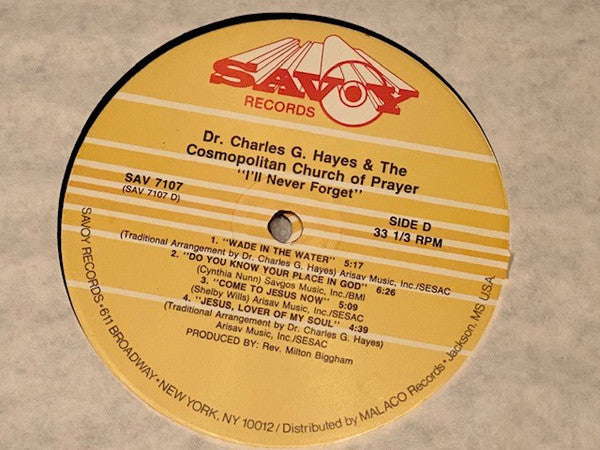 SAVOY
RECORDS
Dr. Charles G. Hayes & The
Cosmopolitan Church of Prayer
"I'll Never Forget"
SAV 7107
(SAV 7107 D)
SIDE D
33 1/3 RPM
1. "WADE IN THE WATER" 5:17
(Traditional Arrangement by Dr. Charles G. Hayes) Arisav Music, Inc./SESAC
2. "DO YOU KNOW YOUR PLACE IN GOD" 6:26
(Cynthia Nunn) Savgos Music, Inc./BMI
3. "COME TO JESUS NOW" 5:09
(Shelby Wills) Arisav Music, Inc./SESAC
4. "JESUS, LOVER OF MY SOUL" 4:39
(Traditional Arrangement by Dr. Charles G. Hayes)
Arisav Music, Inc./SESAC
PRODUCED BY: Rev. Milton Biggham
SAVOY RECORDS • 611 BROADWAY • NEW YORK, NY 10012 / Distributed by MALACO Records • Jackson, MS U.S.A.